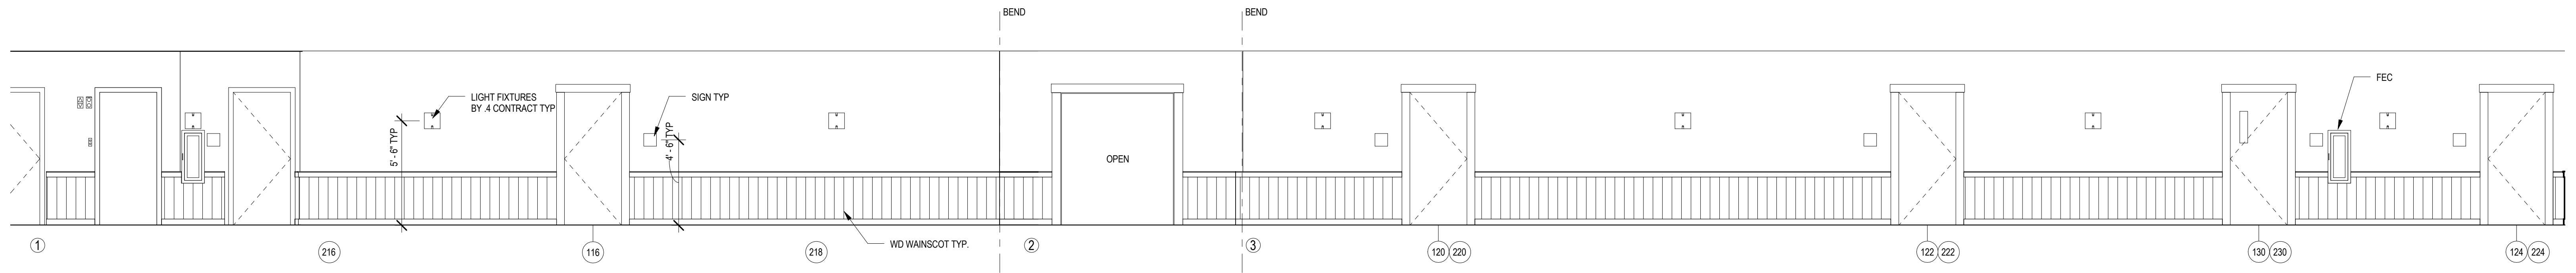 BEND
BEND
FEC
LIGHT FIXTURES
BY .4 CONTRACT TYP
SIGN TYP
5' - 6" TYP
4' - 6" TYP
OPEN
WD WAINSCOT TYP.
1
216
116
218
2
3
120 220
122 222
130 230
124 224